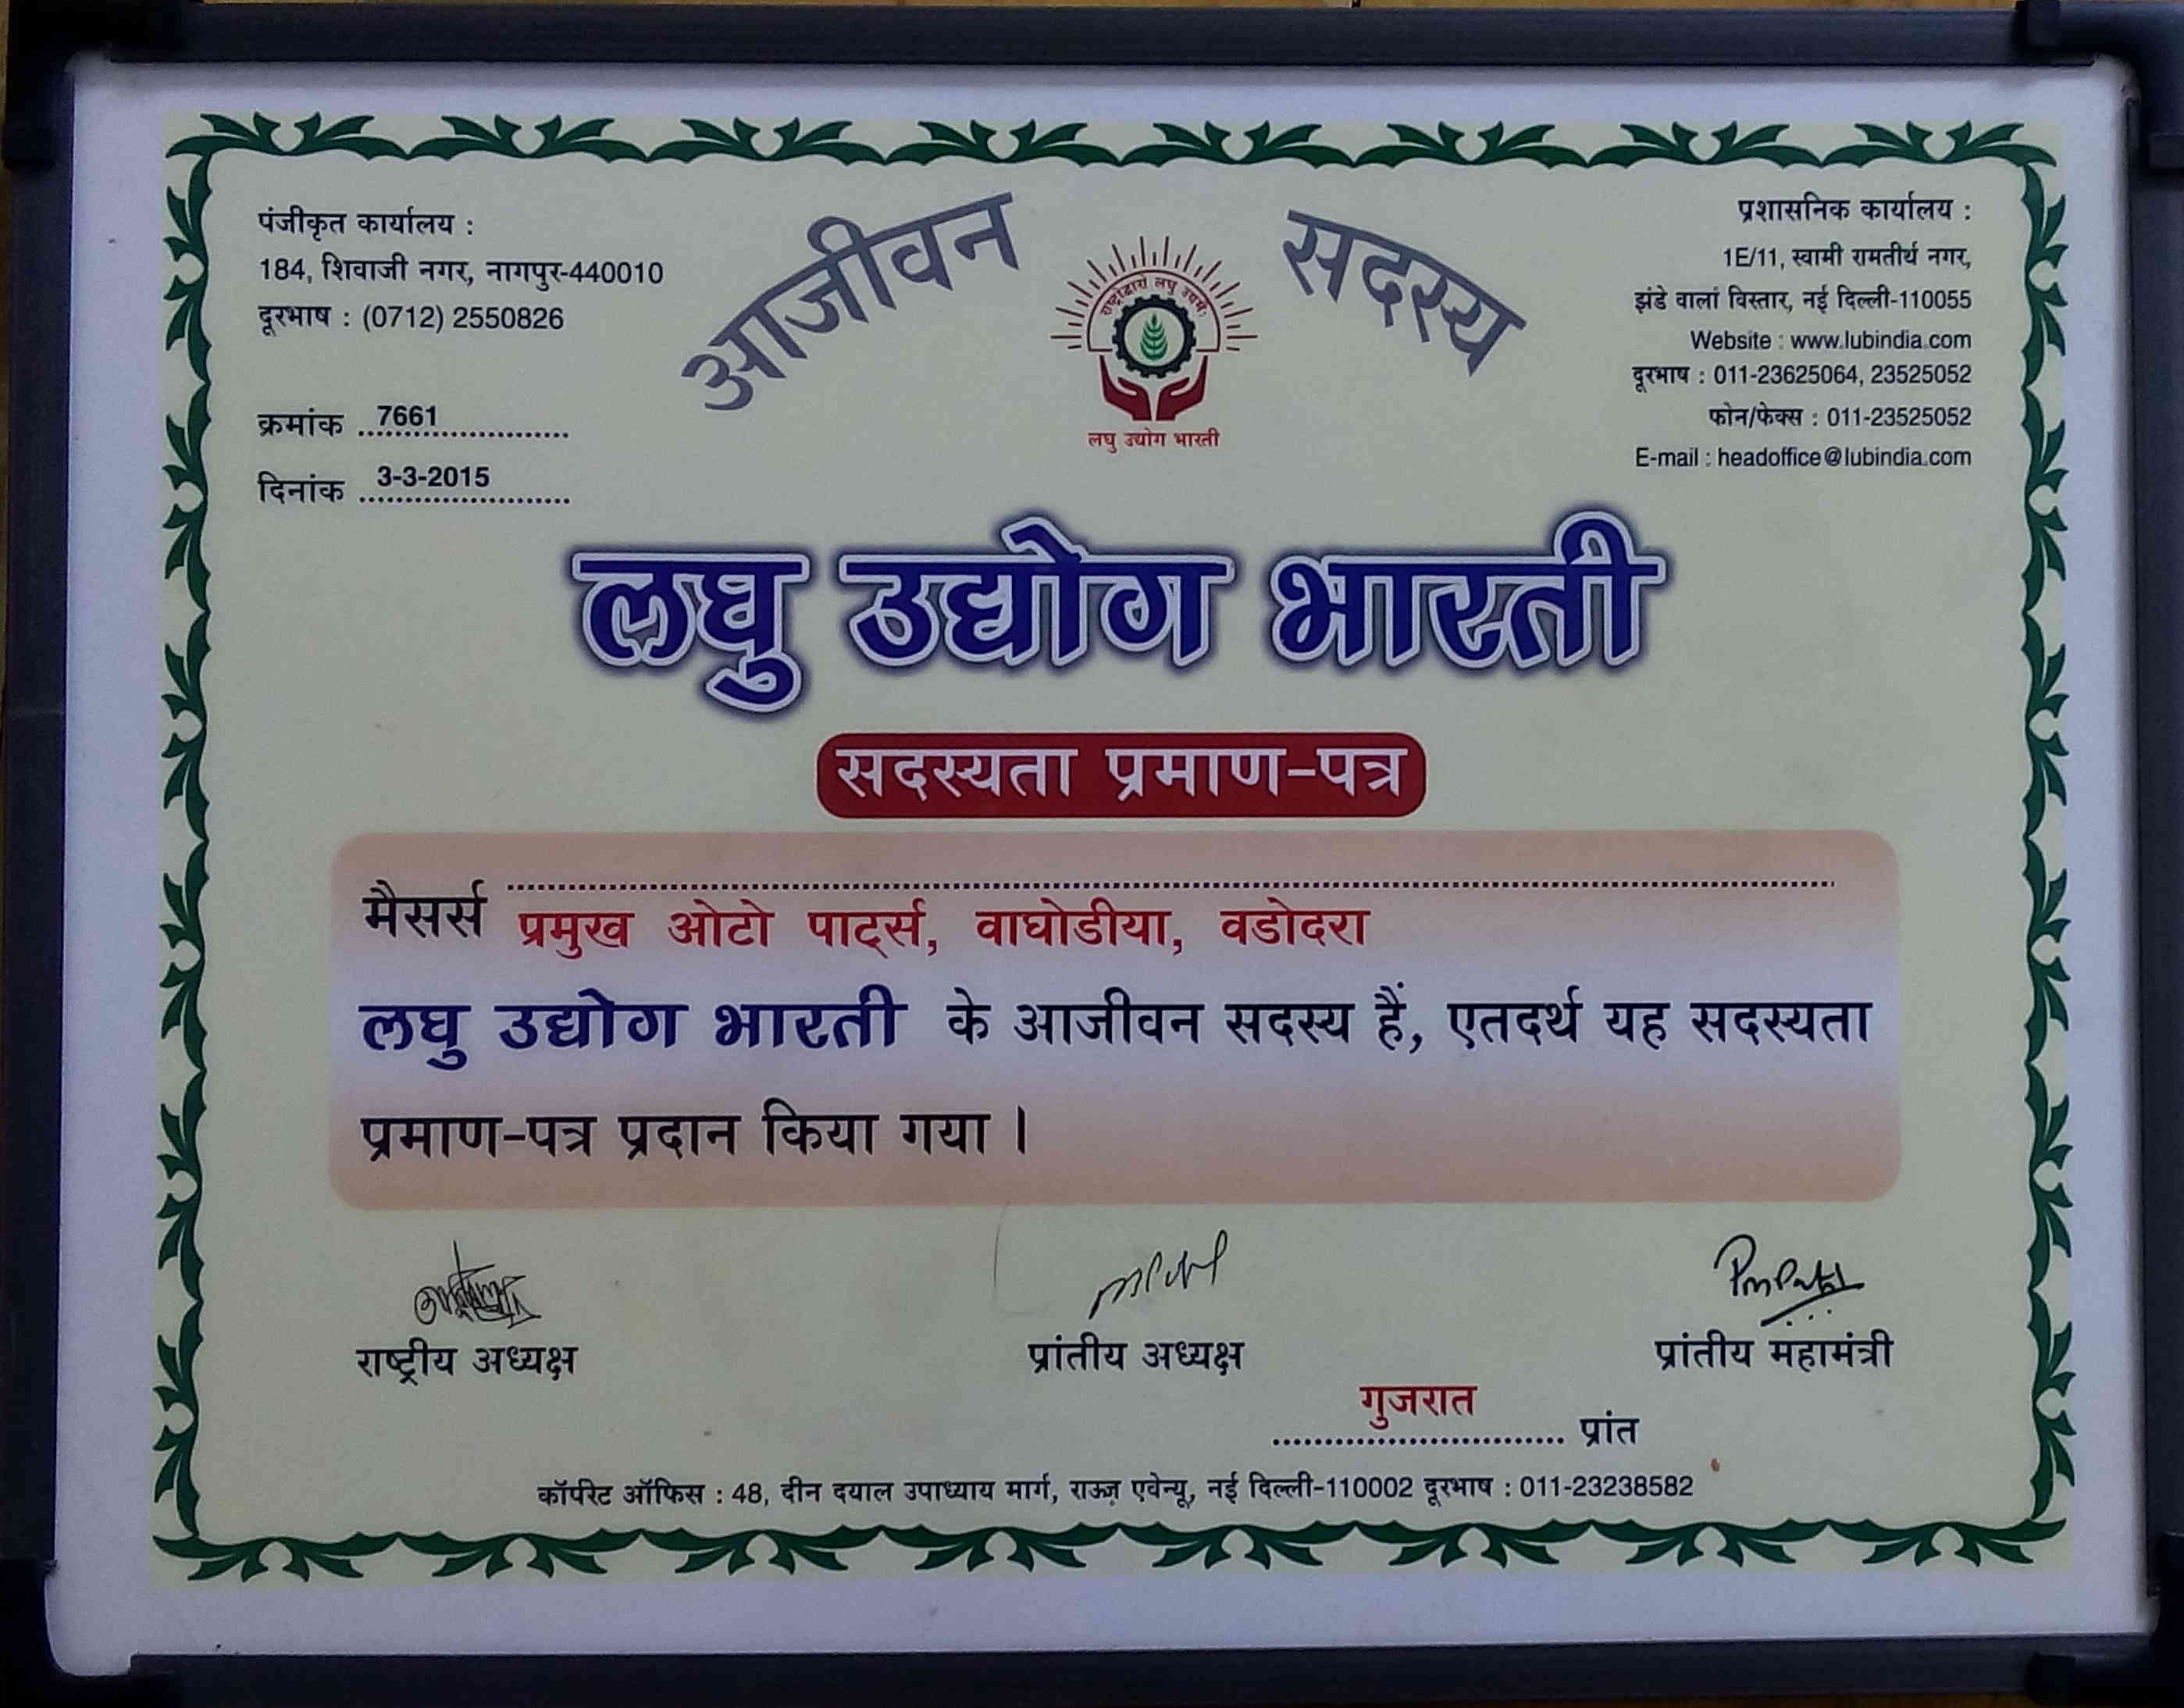 आजीवन सदस्य
पंजीकृत कार्यालय :
184, शिवाजी नगर, नागपुर-440010
दूरभाष : (0712) 2550826
क्रमांक 7661
दिनांक 3-3-2015
लघु उद्योग भारती
प्रशासनिक कार्यालय :
1E/11, स्वामी रामतीर्थ नगर,
झंडे वालां विस्तार, नई दिल्ली-110055
Website : www.lubindia.com
दूरभाष : 011-23625064, 23525052
फोन/फेक्स : 011-23525052
E-mail : headoffice@lubindia.com
लघु उद्योग भारती
सदस्यता प्रमाण-पत्र
मैसर्स प्रमुख ओटो पार्ट्स, वाघोडीया, वडोदरा
लघु उद्योग भारती के आजीवन सदस्य हैं, एतदर्थ यह सदस्यता
प्रमाण-पत्र प्रदान किया गया ।
राष्ट्रीय अध्यक्ष
प्रांतीय अध्यक्ष
प्रांतीय महामंत्री
गुजरात प्रांत
कॉर्परेट ऑफिस : 48, दीन दयाल उपाध्याय मार्ग, राऊज़ एवेन्यू, नई दिल्ली-110002 दूरभाष : 011-23238582